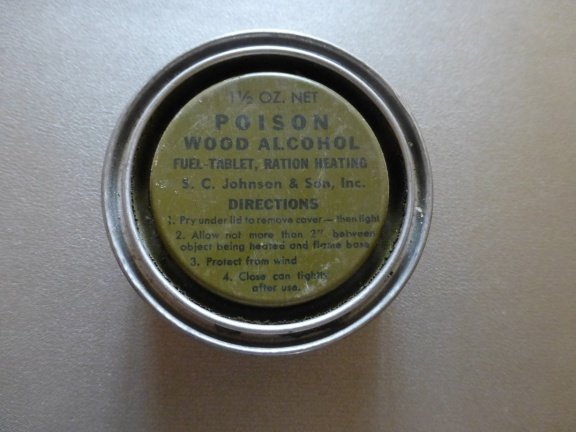 1½ OZ. NET
POISON
WOOD ALCOHOL
FUEL-TABLET, RATION HEATING
S. C. Johnson & Son, Inc.
DIRECTIONS
1. Pry under lid to remove cover—then light
2. Allow not more than 2" between
object being heated and flame base
3. Protect from wind
4. Close can tightly
after use.